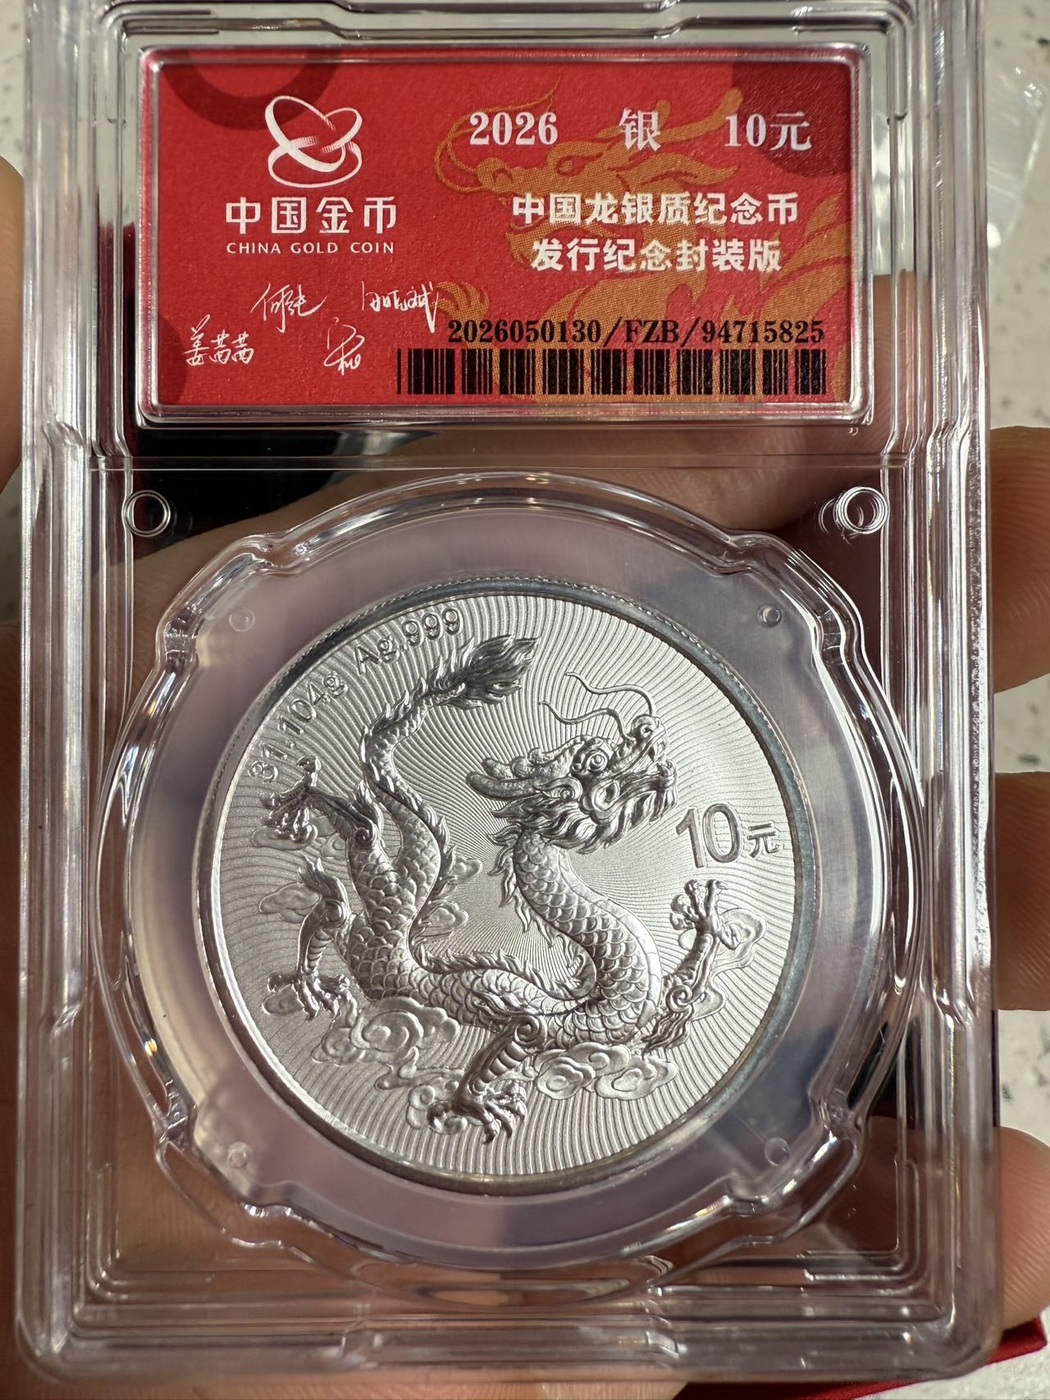 2026 银 10元
中国金币
CHINA GOLD COIN
中国龙银质纪念币
发行纪念封装版
2026050130/FZB/94715825
31.104g Ag.999
10元